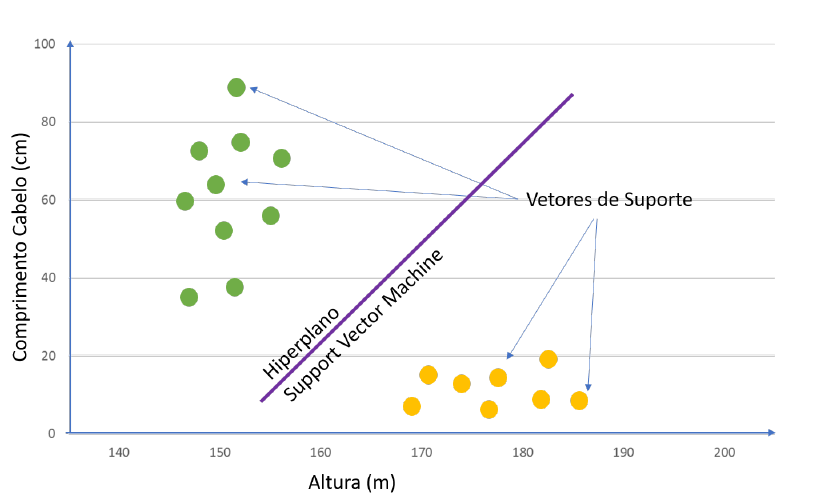 100
80
60
40
20
0
Comprimento Cabelo (cm)
Vetores de Suporte
Hiperplano
Support Vector Machine
140 150 160 170 180 190 200
Altura (m)